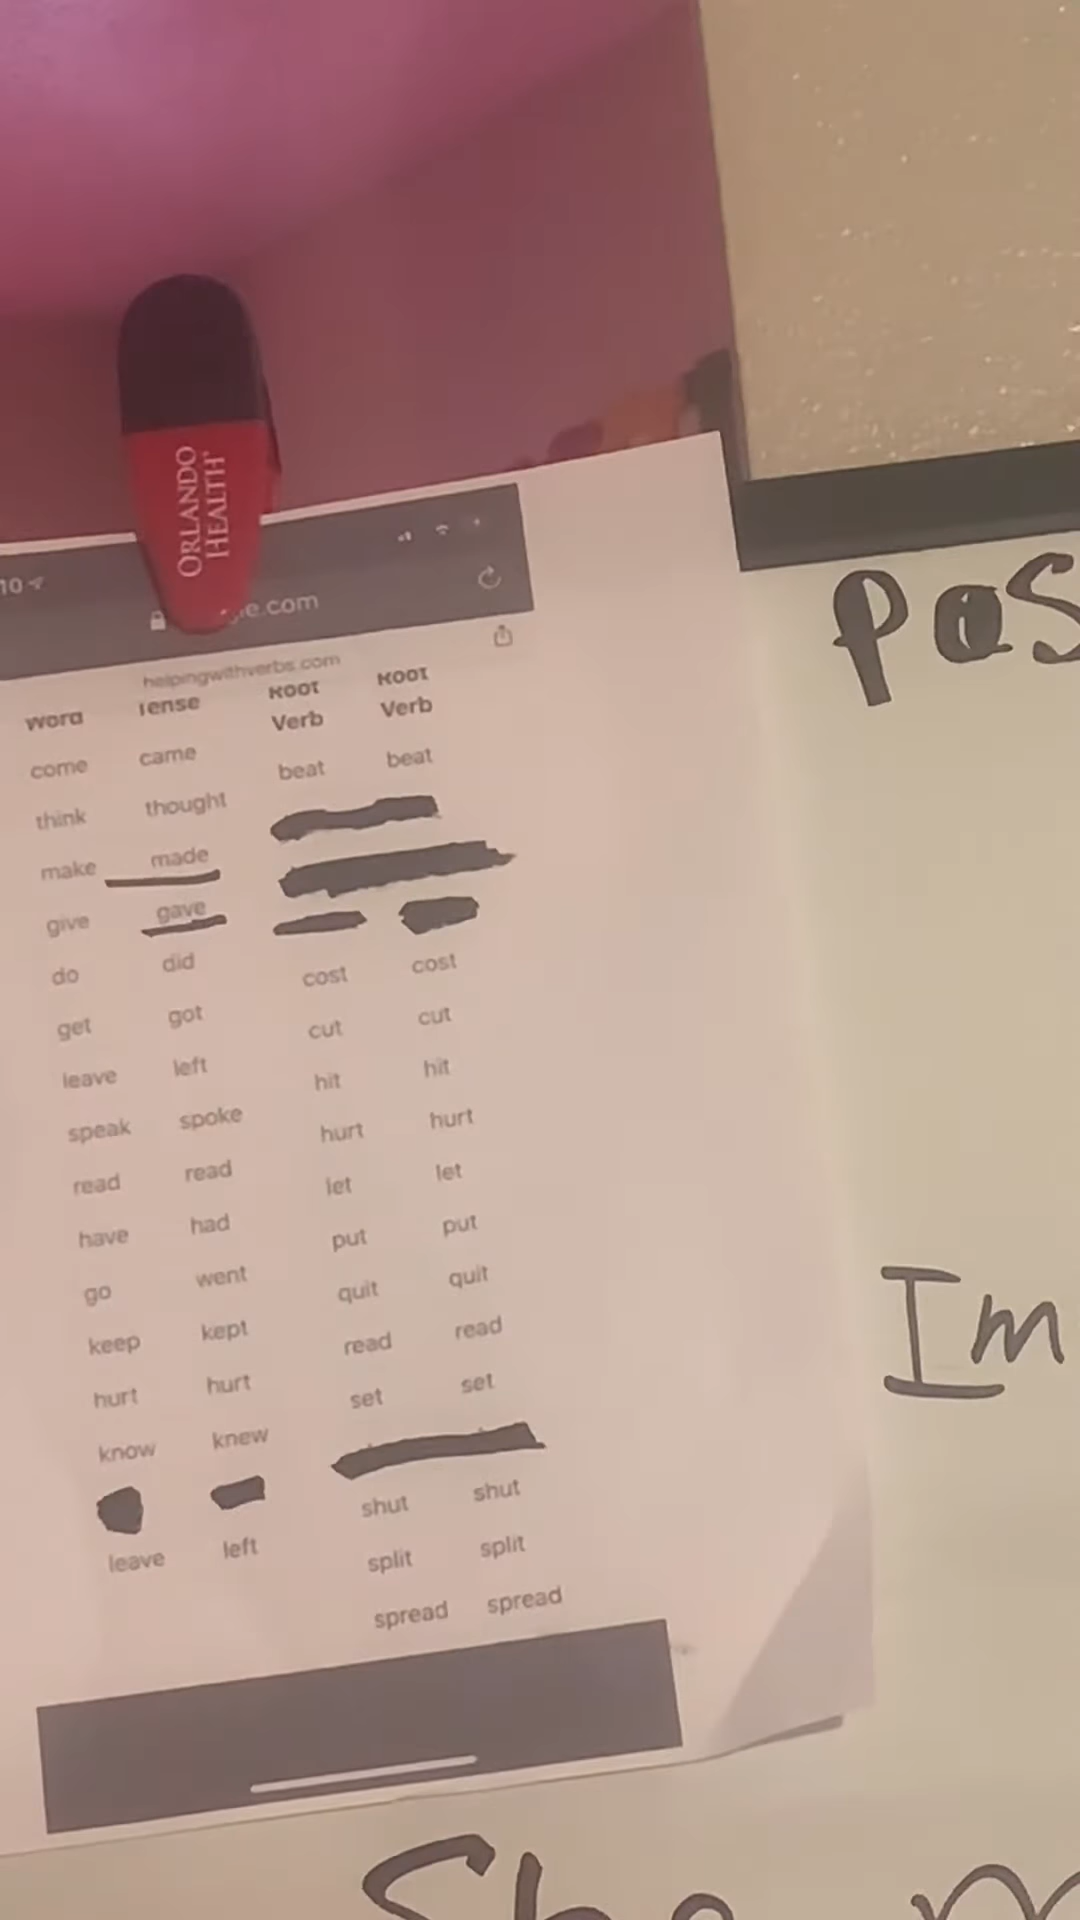 ORLANDO
HEALTH
10
e.com
helpingwithverbs.com
word Tense Root Verb Root Verb
come came beat beat
think thought
make made
give gave
do did cost cost
get got cut cut
leave left hit hit
speak spoke hurt hurt
read read let let
have had put put
go went quit quit
keep kept read read
hurt hurt set set
know knew
shut shut
leave left split split
spread spread
Pas
Im
She m